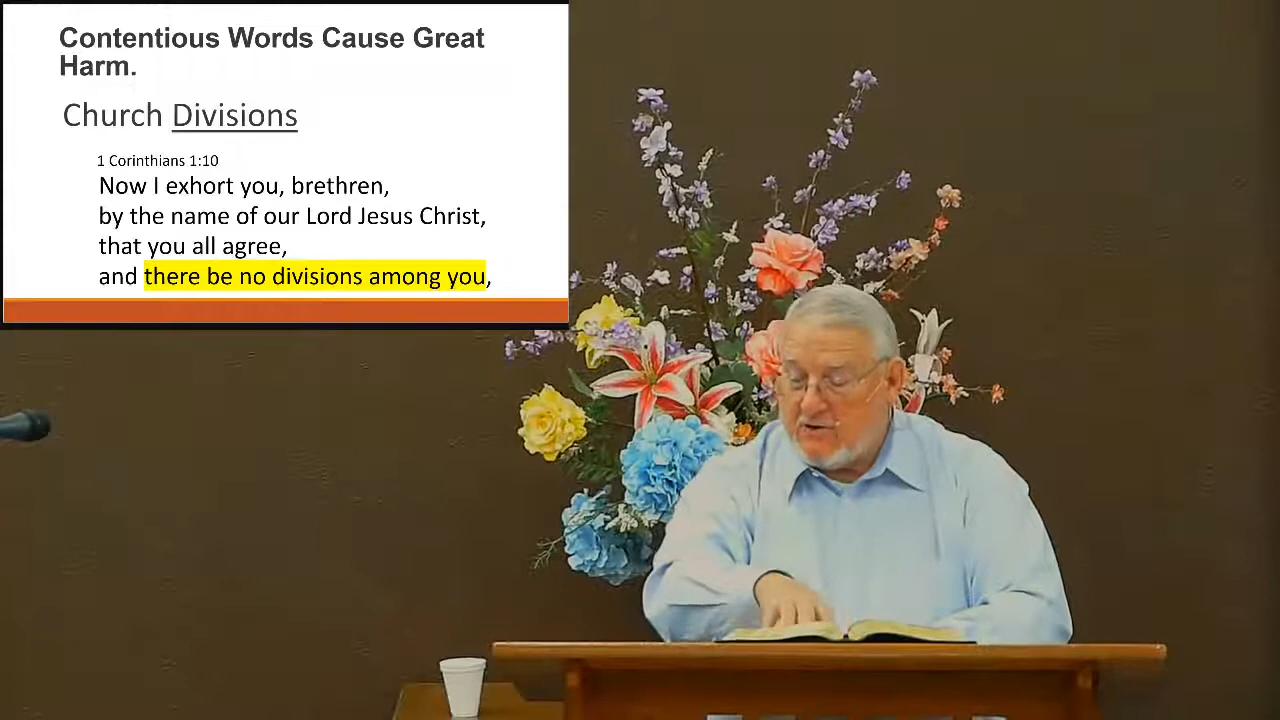 Contentious Words Cause Great
Harm.
Church Divisions
1 Corinthians 1:10
Now I exhort you, brethren,
by the name of our Lord Jesus Christ,
that you all agree,
and there be no divisions among you,